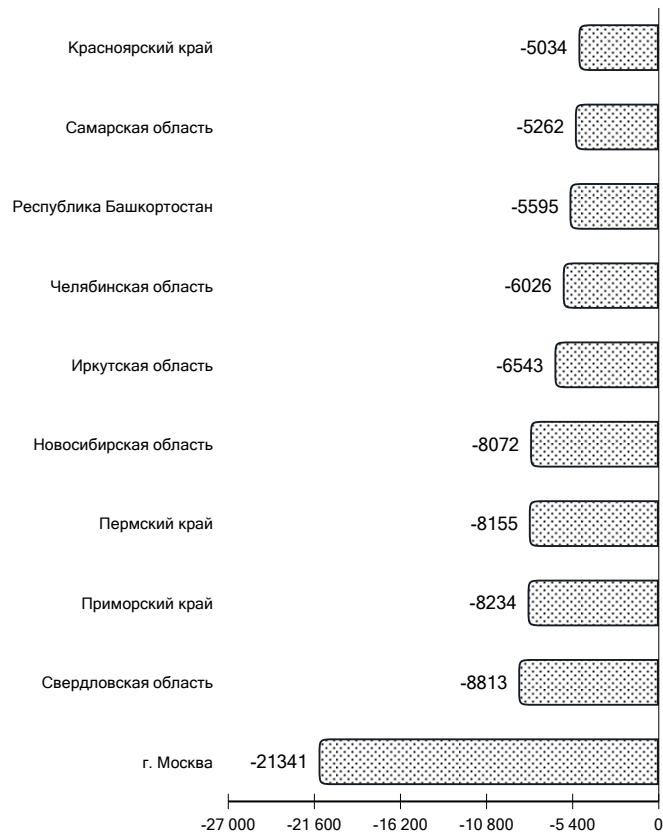 Красноярский край -5034
Самарская область -5262
Республика Башкортостан -5595
Челябинская область -6026
Иркутская область -6543
Новосибирская область -8072
Пермский край -8155
Приморский край -8234
Свердловская область -8813
г. Москва -21341
-27 000 -21 600 -16 200 -10 800 -5 400 0